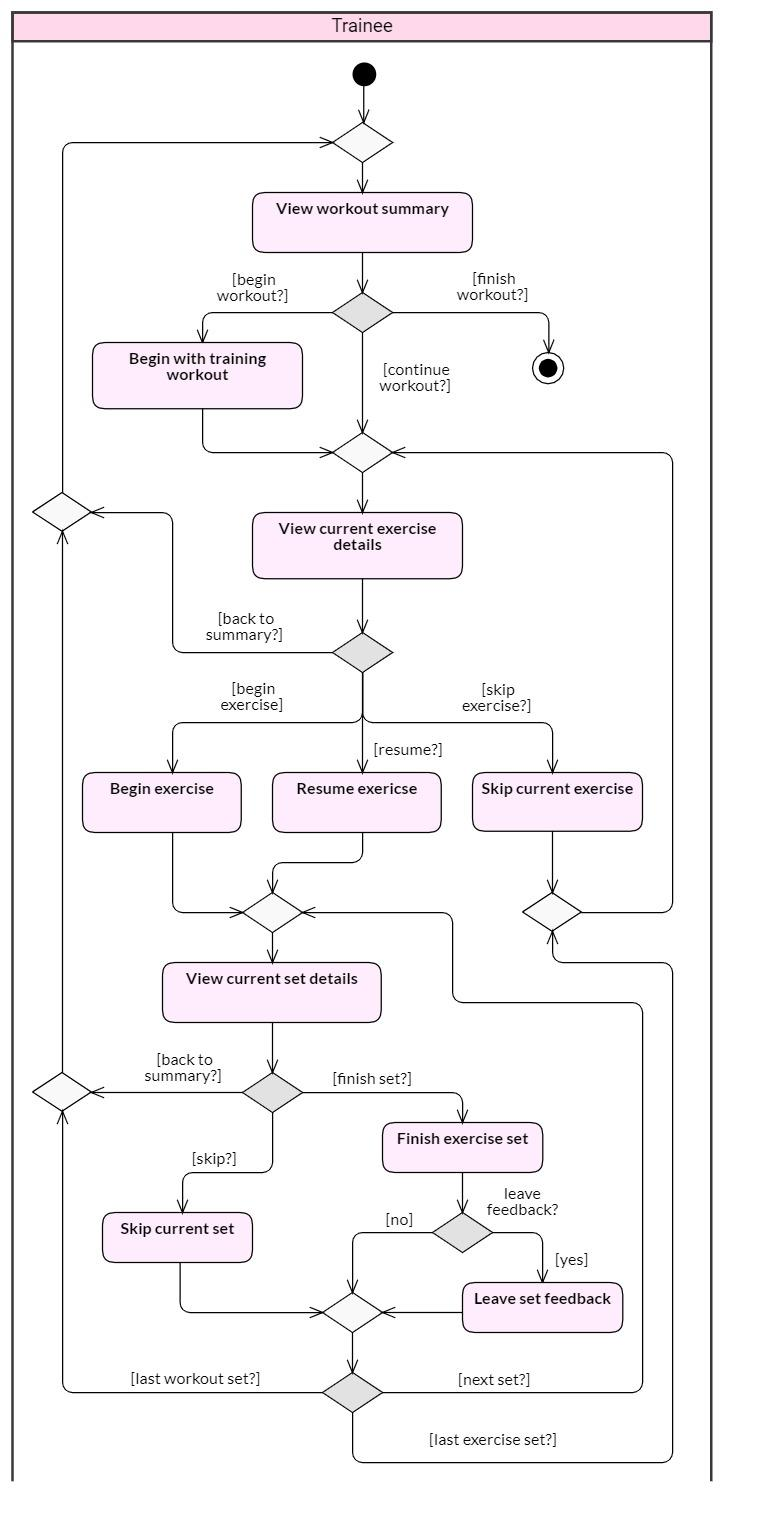 Trainee
View workout summary
[begin
workout?]
[finish
workout?]
Begin with training
workout
[continue
workout?]
View current exercise
details
[back to
summary?]
[begin
exercise]
[skip
exercise?]
[resume?]
Begin exercise
Resume exericse
Skip current exercise
View current set details
[back to
summary?]
[finish set?]
Finish exercise set
[skip?]
leave
feedback?
[no]
Skip current set
[yes]
Leave set feedback
[last workout set?]
[next set?]
[last exercise set?]